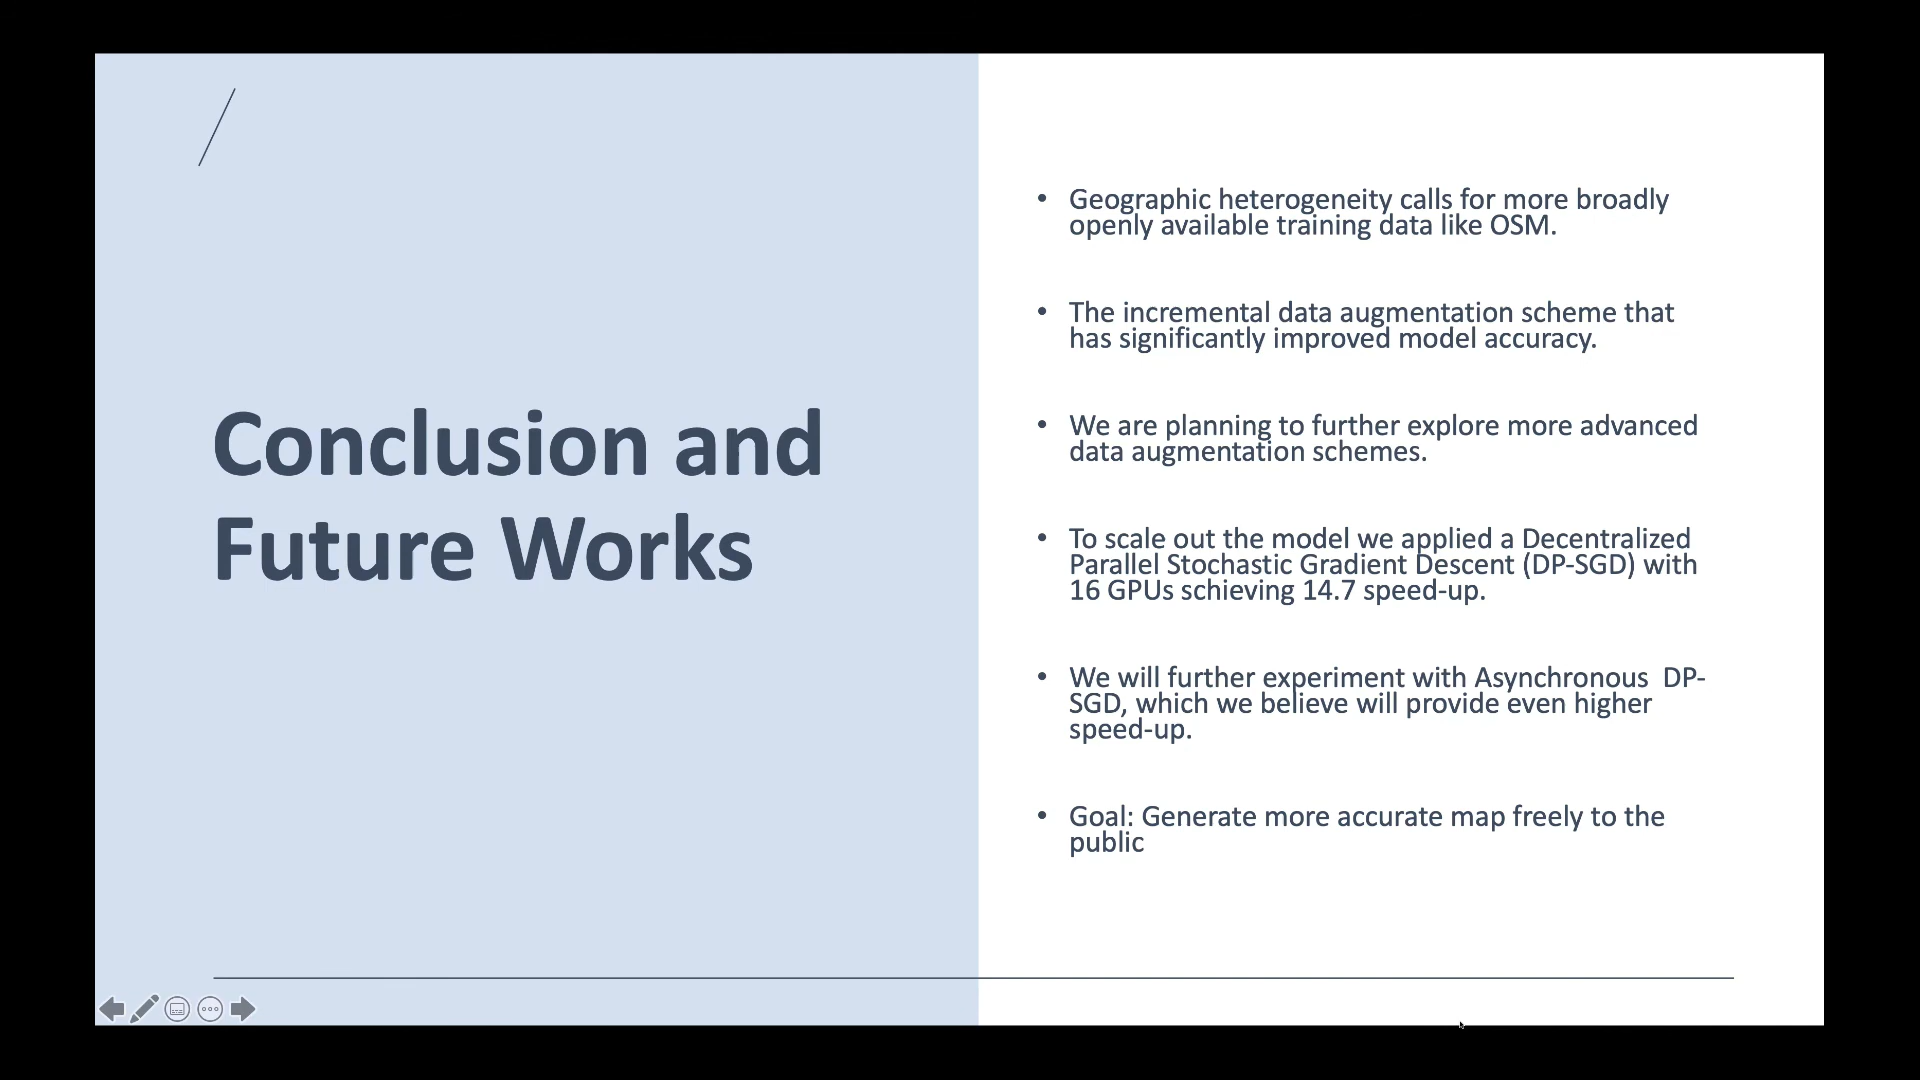 Conclusion and
Future Works
• Geographic heterogeneity calls for more broadly
openly available training data like OSM.
• The incremental data augmentation scheme that
has significantly improved model accuracy.
• We are planning to further explore more advanced
data augmentation schemes.
• To scale out the model we applied a Decentralized
Parallel Stochastic Gradient Descent (DP-SGD) with
16 GPUs schieving 14.7 speed-up.
• We will further experiment with Asynchronous  DP-
SGD, which we believe will provide even higher
speed-up.
• Goal: Generate more accurate map freely to the
public